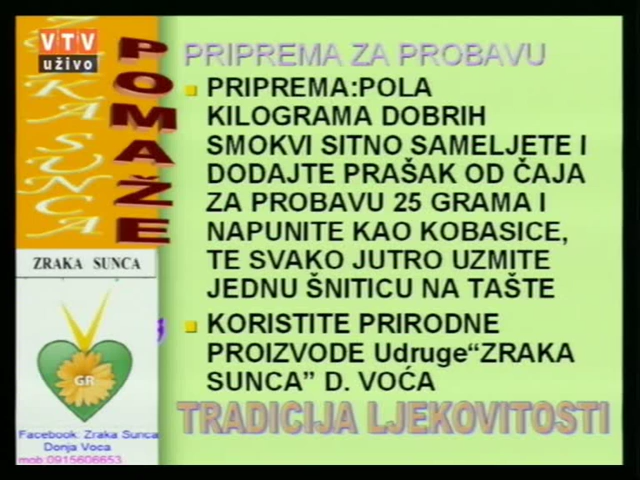 VTV
uživo
ZRAKA SUNCA
POMAŽE
PRIPREMA ZA PROBAVU
PRIPREMA:POLA
KILOGRAMA DOBRIH
SMOKVI SITNO SAMELJETE I
DODAJTE PRAŠAK OD ČAJA
ZA PROBAVU 25 GRAMA I
NAPUNITE KAO KOBASICE,
TE SVAKO JUTRO UZMITE
JEDNU ŠNITICU NA TAŠTE
KORISTITE PRIRODNE
PROIZVODE Udruge“ZRAKA
SUNCA” D. VOĆA
TRADICIJA LJEKOVITOSTI
ZRAKA SUNCA
GR
Facebook: Zraka Sunca
Donja Voca
mob:0915606653